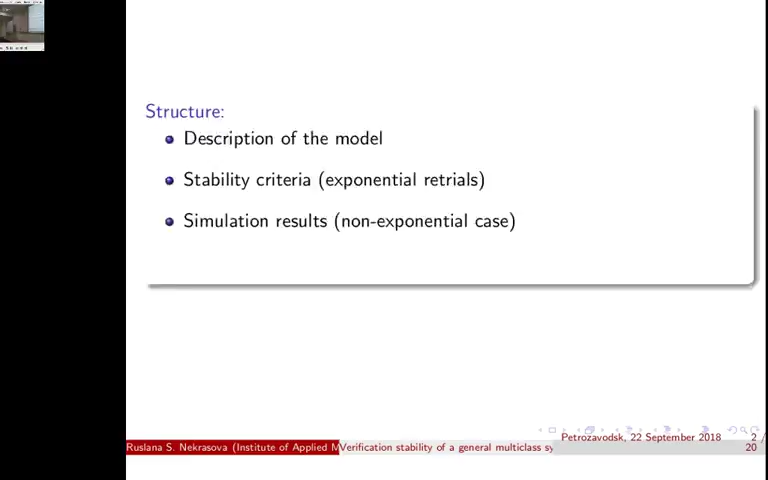 Structure:
Description of the model
Stability criteria (exponential retrials)
Simulation results (non-exponential case)
Petrozavodsk, 22 September 2018 2 /
Ruslana S. Nekrasova (Institute of Applied M Verification stability of a general multiclass sy 20